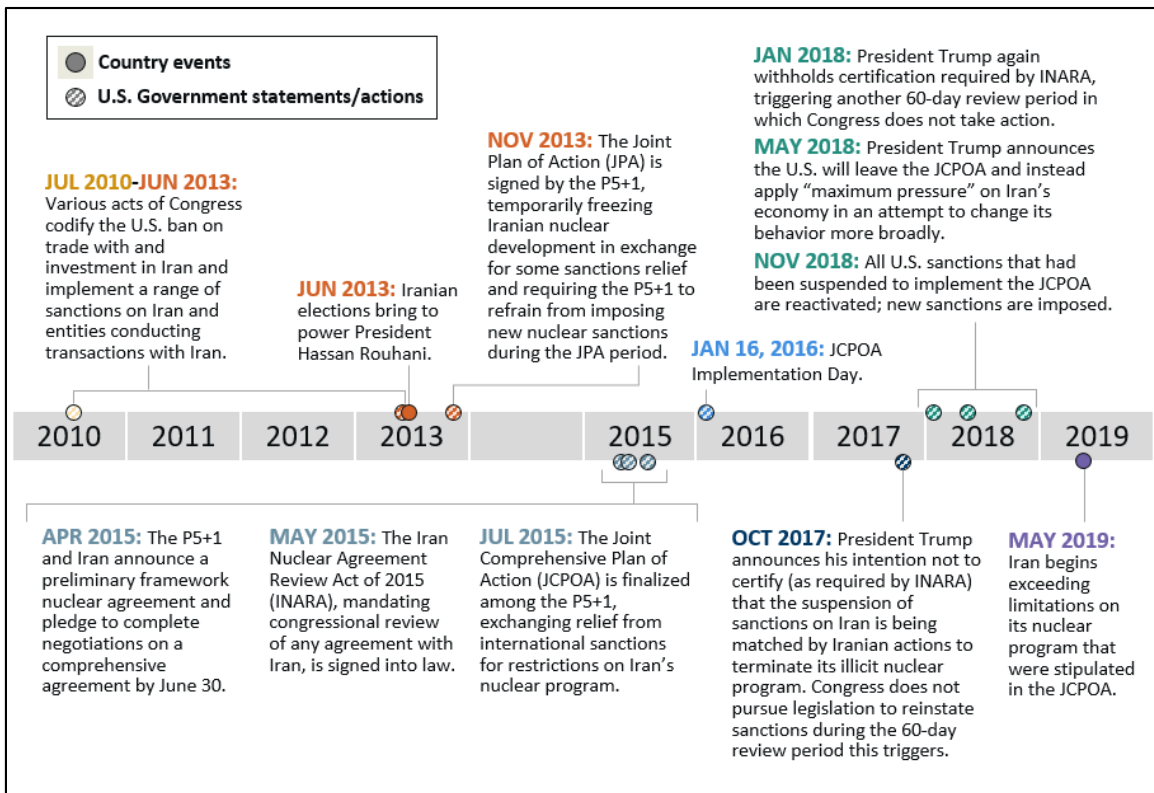 Country events
U.S. Government statements/actions
JUL 2010-JUN 2013:
Various acts of Congress
codify the U.S. ban on
trade with and
investment in Iran and
implement a range of
sanctions on Iran and
entities conducting
transactions with Iran.
JUN 2013: Iranian
elections bring to
power President
Hassan Rouhani.
NOV 2013: The Joint
Plan of Action (JPA) is
signed by the P5+1,
temporarily freezing
Iranian nuclear
development in exchange
for some sanctions relief
and requiring the P5+1 to
refrain from imposing
new nuclear sanctions
during the JPA period.
JAN 16, 2016: JCPOA
Implementation Day.
JAN 2018: President Trump again
withholds certification required by INARA,
triggering another 60-day review period in
which Congress does not take action.
MAY 2018: President Trump announces
the U.S. will leave the JCPOA and instead
apply “maximum pressure” on Iran’s
economy in an attempt to change its
behavior more broadly.
NOV 2018: All U.S. sanctions that had
been suspended to implement the JCPOA
are reactivated; new sanctions are imposed.
2010 2011 2012 2013 2015 2016 2017 2018 2019
APR 2015: The P5+1
and Iran announce a
preliminary framework
nuclear agreement and
pledge to complete
negotiations on a
comprehensive
agreement by June 30.
MAY 2015: The Iran
Nuclear Agreement
Review Act of 2015
(INARA), mandating
congressional review
of any agreement with
Iran, is signed into law.
JUL 2015: The Joint
Comprehensive Plan of
Action (JCPOA) is finalized
among the P5+1,
exchanging relief from
international sanctions
for restrictions on Iran’s
nuclear program.
OCT 2017: President Trump
announces his intention not to
certify (as required by INARA)
that the suspension of
sanctions on Iran is being
matched by Iranian actions to
terminate its illicit nuclear
program. Congress does not
pursue legislation to reinstate
sanctions during the 60-day
review period this triggers.
MAY 2019:
Iran begins
exceeding
limitations on
its nuclear
program that
were stipulated
in the JCPOA.